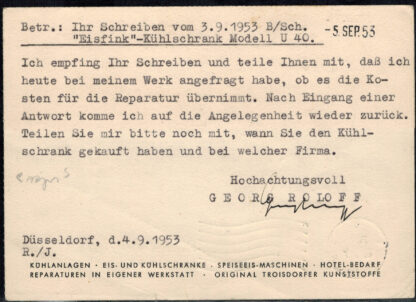 Betr.: Ihr Schreiben vom 3.9.1953 B/Sch.
"Eisfink"-Kühlschrank Modell U 40.
-5. SEP. 53
Ich empfing Ihr Schreiben und teile Ihnen mit, daß ich
heute bei meinem Werk angefragt habe, ob es die Ko-
sten für die Reparatur übernimmt. Nach Eingang einer
Antwort komme ich auf die Angelegenheit wieder zurück.
Teilen Sie mir bitte noch mit, wann Sie den Kühl-
schrank gekauft haben und bei welcher Firma.
Hochachtungsvoll
GEORG ROLOFF
Düsseldorf, d.4.9.1953
R./J.
KÜHLANLAGEN · EIS- UND KÜHLSCHRÄNKE · SPEISEEIS-MASCHINEN · HOTEL-BEDARF
REPARATUREN IN EIGENER WERKSTATT · ORIGINAL TROISDORFER KUNSTSTOFFE